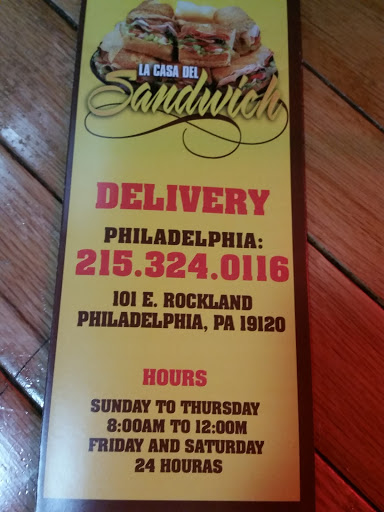 LA CASA DEL
Sandwich
DELIVERY
PHILADELPHIA:
215.324.0116
101 E. ROCKLAND
PHILADELPHIA, PA 19120
HOURS
SUNDAY TO THURSDAY
8:00AM TO 12:00M
FRIDAY AND SATURDAY
24 HOURAS